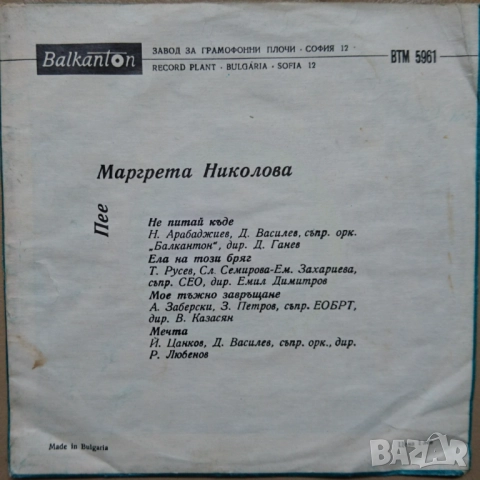 Balkanton
ЗАВОД ЗА ГРАМОФОННИ ПЛОЧИ · СОФИЯ 12
RECORD PLANT · BULGARIA · SOFIA 12
ВТМ 5961
Маргрета Николова
Пее
Не питай къде
Н. Арабаджиев, Д. Василев, съпр. орк.
„Балкантон“, дир. Д. Ганев
Ела на този бряг
Т. Русев, Сл. Семирова-Ем. Захариева,
съпр. СЕО, дир. Емил Димитров
Мое тъжно завръщане
А. Заберски, З. Петров, съпр. ЕОБРТ,
дир. В. Казасян
Мечта
Й. Цанков, Д. Василев, съпр. орк., дир.
Р. Любенов
Made in Bulgaria
BAZAR